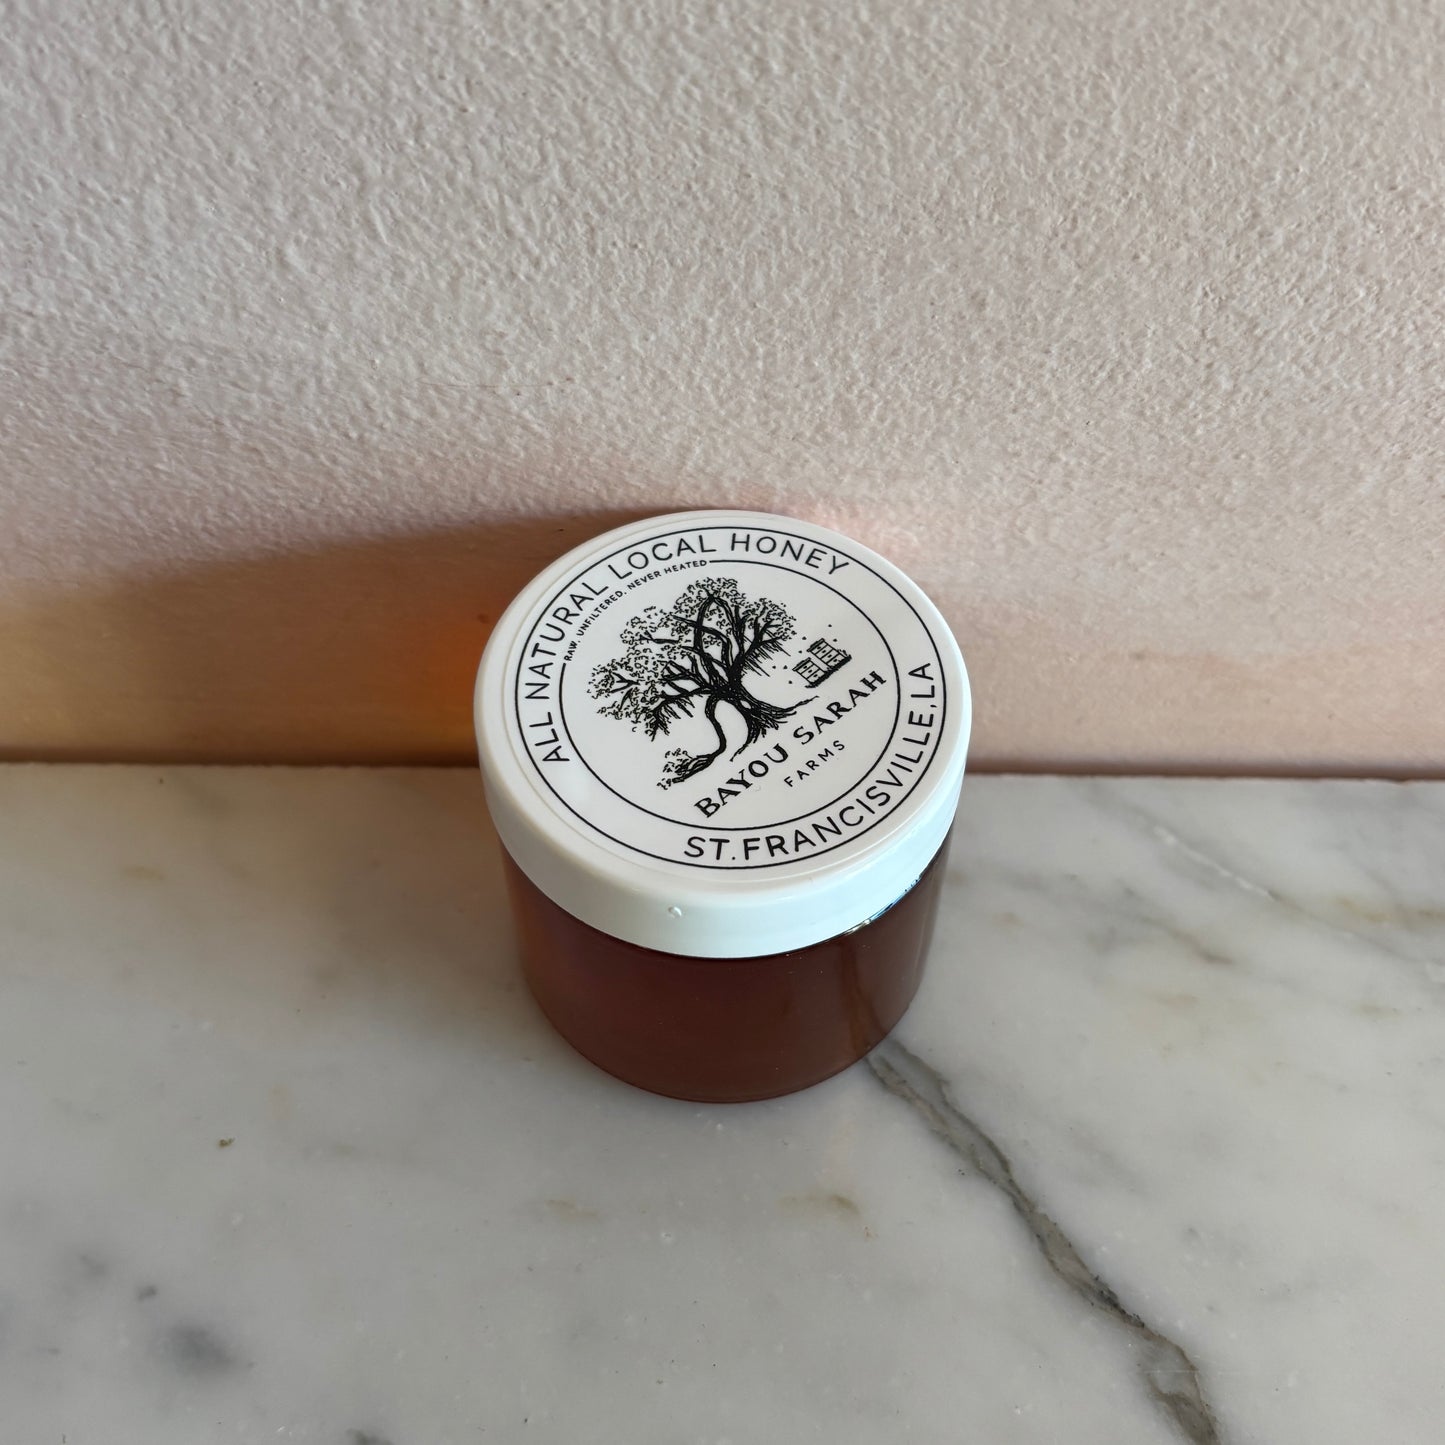 ALL NATURAL LOCAL HONEY
RAW, UNFILTERED, NEVER HEATED
BAYOU SARAH
FARMS
ST.FRANCISVILLE,LA